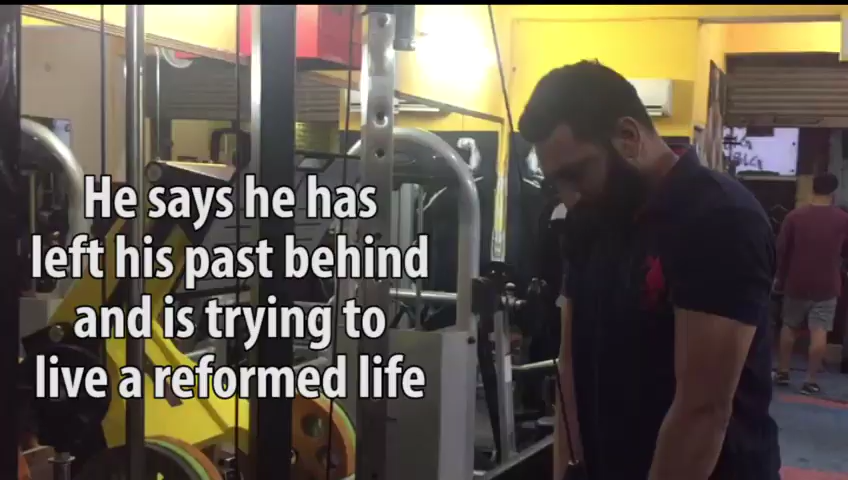 He says he has
left his past behind
and is trying to
live a reformed life